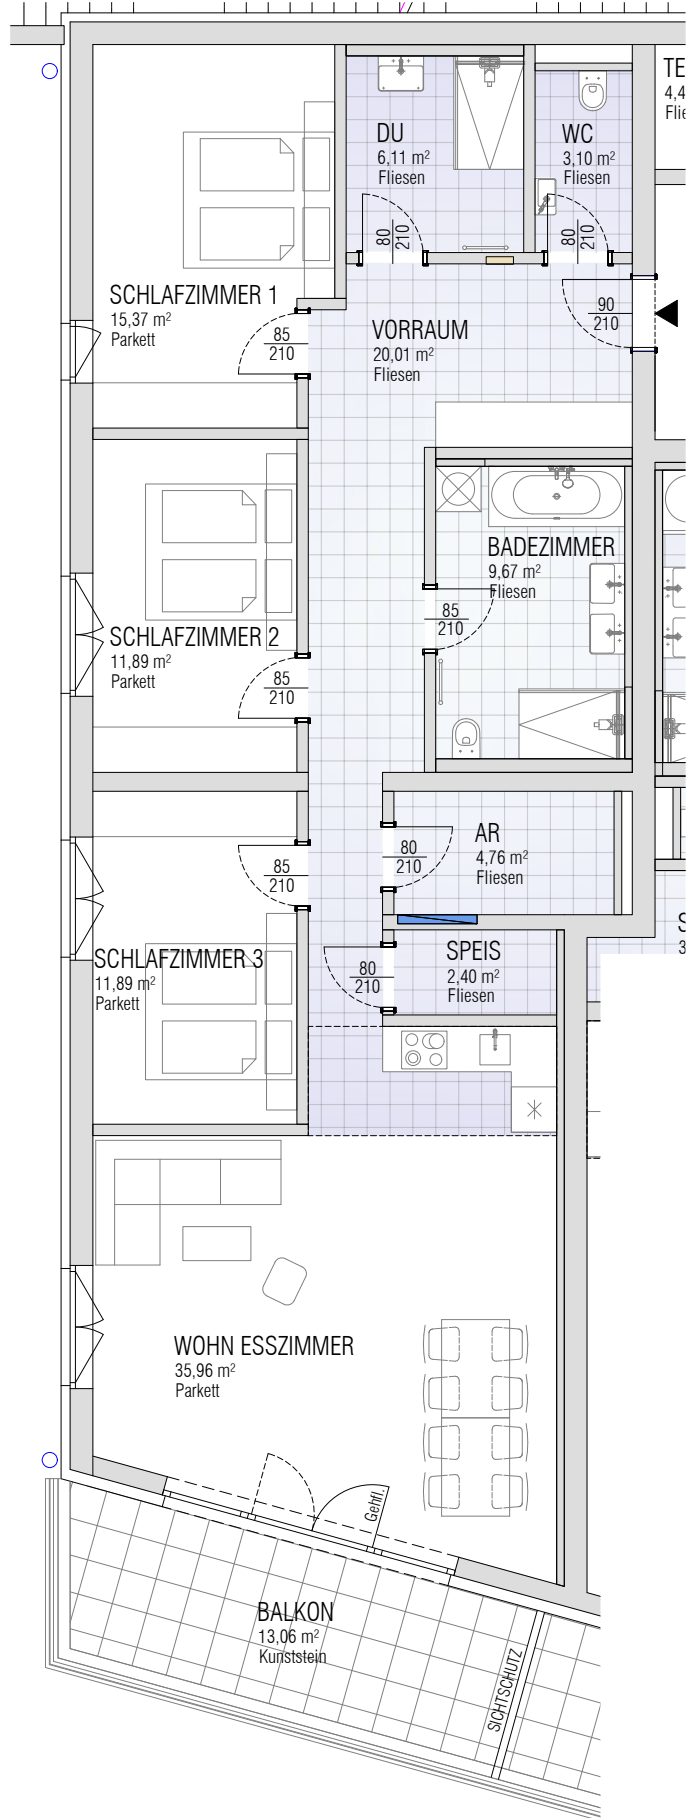 TE
4,4
Flie
DU
6,11 m²
Fliesen
WC
3,10 m²
Fliesen
80
210
80
210
SCHLAFZIMMER 1
15,37 m²
Parkett
90
210
VORRAUM
20,01 m²
Fliesen
85
210
BADEZIMMER
9,67 m²
Fliesen
85
210
SCHLAFZIMMER 2
11,89 m²
Parkett
85
210
AR
4,76 m²
Fliesen
80
210
85
210
S
3
SCHLAFZIMMER 3
11,89 m²
Parkett
SPEIS
2,40 m²
Fliesen
80
210
WOHN ESSZIMMER
35,96 m²
Parkett
Gehfl.
BALKON
13,06 m²
Kunststein
SICHTSCHUTZ